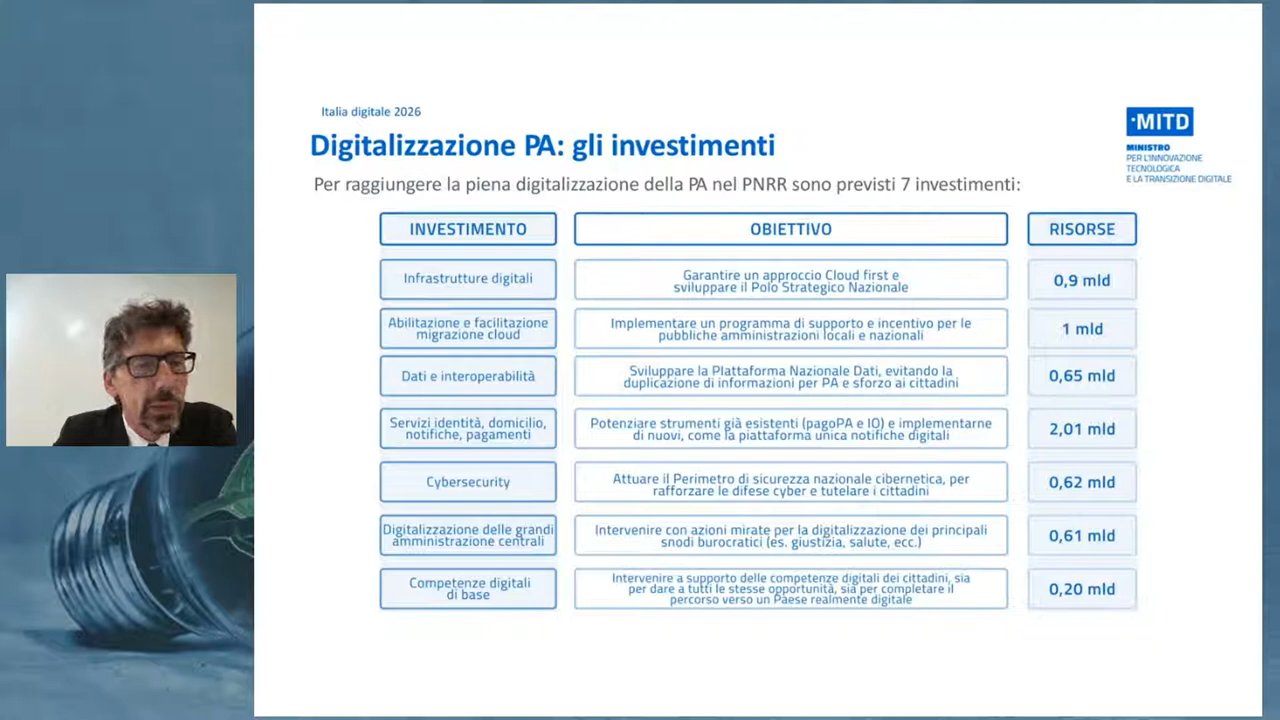 Italia digitale 2026
Digitalizzazione PA: gli investimenti
·MITD
MINISTRO
PER L'INNOVAZIONE
TECNOLOGICA
E LA TRANSIZIONE DIGITALE
Per raggiungere la piena digitalizzazione della PA nel PNRR sono previsti 7 investimenti:
INVESTIMENTO
OBIETTIVO
RISORSE
Infrastrutture digitali
Garantire un approccio Cloud first e
sviluppare il Polo Strategico Nazionale
0,9 mld
Abilitazione e facilitazione
migrazione cloud
Implementare un programma di supporto e incentivo per le
pubbliche amministrazioni locali e nazionali
1 mld
Dati e interoperabilità
Sviluppare la Plattaforma Nazionale Dati, evitando la
duplicazione di informazioni per PA e sforzo ai cittadini
0,65 mld
Servizi identità, domicilio,
notifiche, pagamenti
Potenziare strumenti già esistenti (pagoPA e IO) e implementarne
di nuovi, come la piattaforma unica notifiche digitali
2,01 mld
Cybersecurity
Attuare il Perimetro di sicurezza nazionale cibernetica, per
rafforzare le difese cyber e tutelare i cittadini
0,62 mld
Digitalizzazione delle grandi
amministrazione centrali
Intervenire con azioni mirate per la digitalizzazione dei principali
snodi burocratici (es. giustizia, salute, ecc.)
0,61 mld
Competenze digitali
di base
Intervenire a supporto delle competenze digitali dei cittadini, sia
per dare a tutti le stesse opportunità, sia per completare il
percorso verso un Paese realmente digitale
0,20 mld